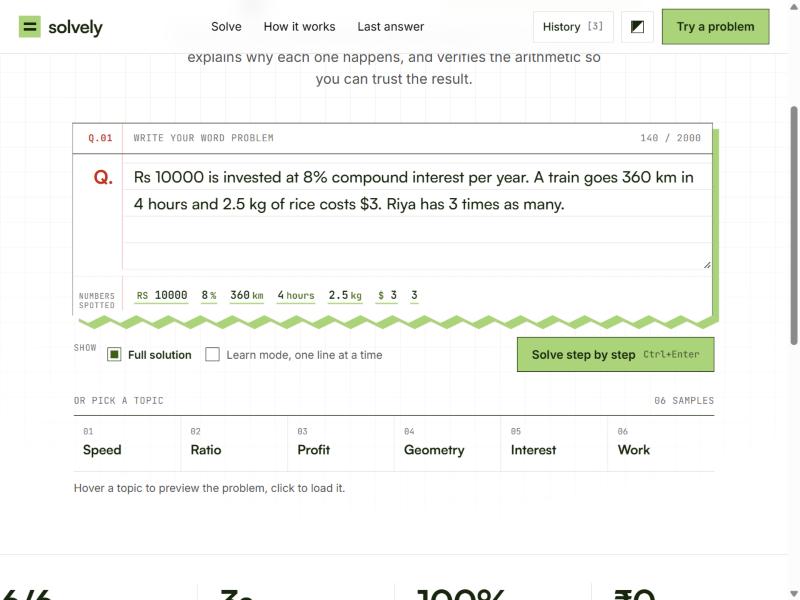 solvely
Solve How it works Last answer History [3] Try a problem
explains why each one happens, and verifies the arithmetic so
you can trust the result.
Q.01 WRITE YOUR WORD PROBLEM 140 / 2000
Q. Rs 10000 is invested at 8% compound interest per year. A train goes 360 km in
4 hours and 2.5 kg of rice costs $3. Riya has 3 times as many.
NUMBERS SPOTTED RS 10000 8% 360 km 4 hours 2.5 kg $ 3 3
SHOW Full solution Learn mode, one line at a time Solve step by step Ctrl+Enter
OR PICK A TOPIC 06 SAMPLES
01 02 03 04 05 06
Speed Ratio Profit Geometry Interest Work
Hover a topic to preview the problem, click to load it.
100% ₹0